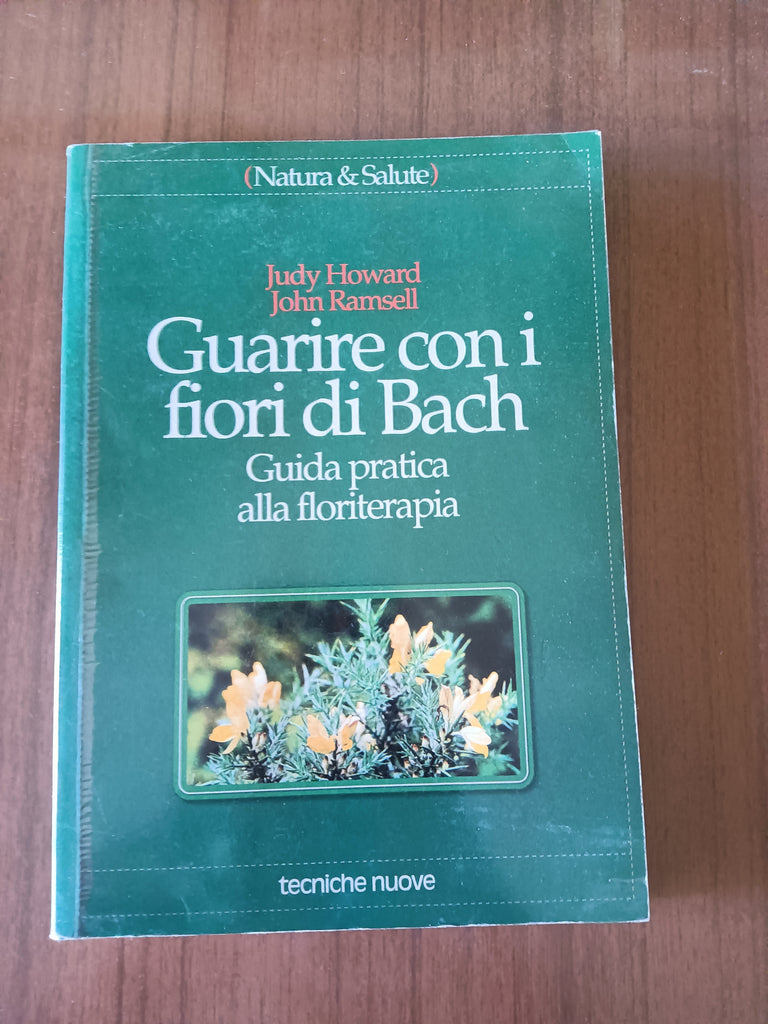 (Natura & Salute)
Judy Howard
John Ramsell
Guarire con i
fiori di Bach
Guida pratica
alla floriterapia
tecniche nuove